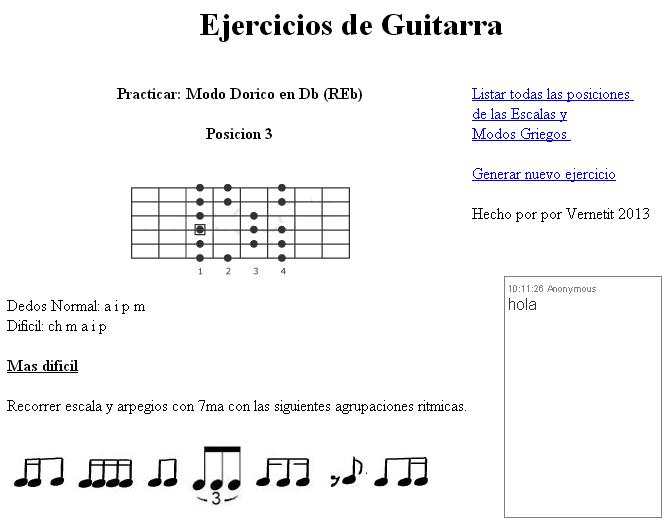 Ejercicios de Guitarra
Practicar: Modo Dorico en Db (REb)
Posicion 3
1 2 3 4
Listar todas las posiciones
de las Escalas y
Modos Griegos
Generar nuevo ejercicio
Hecho por por Vernetit 2013
10:11:26 Anonymous
hola
Dedos Normal: a i p m
Dificil: ch m a i p
Mas dificil
Recorrer escala y arpegios con 7ma con las siguientes agrupaciones ritmicas.
3